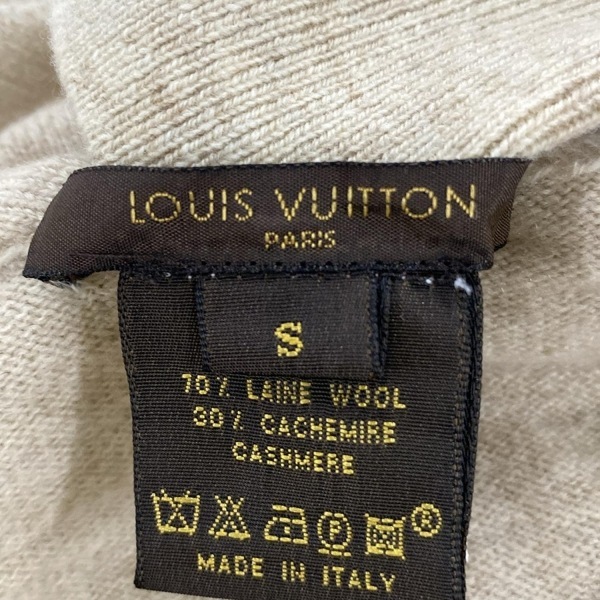 LOUIS VUITTON
PARIS
S
70% LAINE WOOL
30% CACHEMIRE
CASHMERE
P ®
MADE IN ITALY